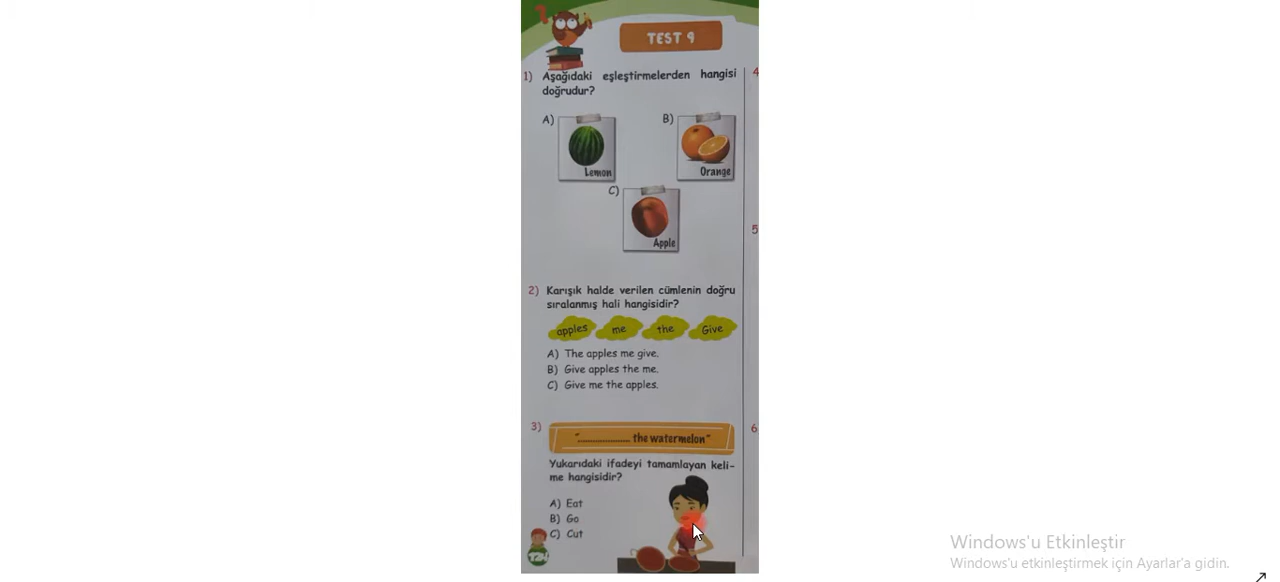 TEST 9
1) Aşağıdaki eşleştirmelerden hangisi
doğrudur?
A)
Lemon
B)
Orange
C)
Apple
2) Karışık halde verilen cümlenin doğru
sıralanmış hali hangisidir?
apples me the Give
A) The apples me give.
B) Give apples the me.
C) Give me the apples.
3)
"................ the watermelon"
Yukarıdaki ifadeyi tamamlayan keli-
me hangisidir?
A) Eat
B) Go
C) Cut
4
5
6
Windows'u Etkinleştir
Windows'u etkinleştirmek için Ayarlar'a gidin.